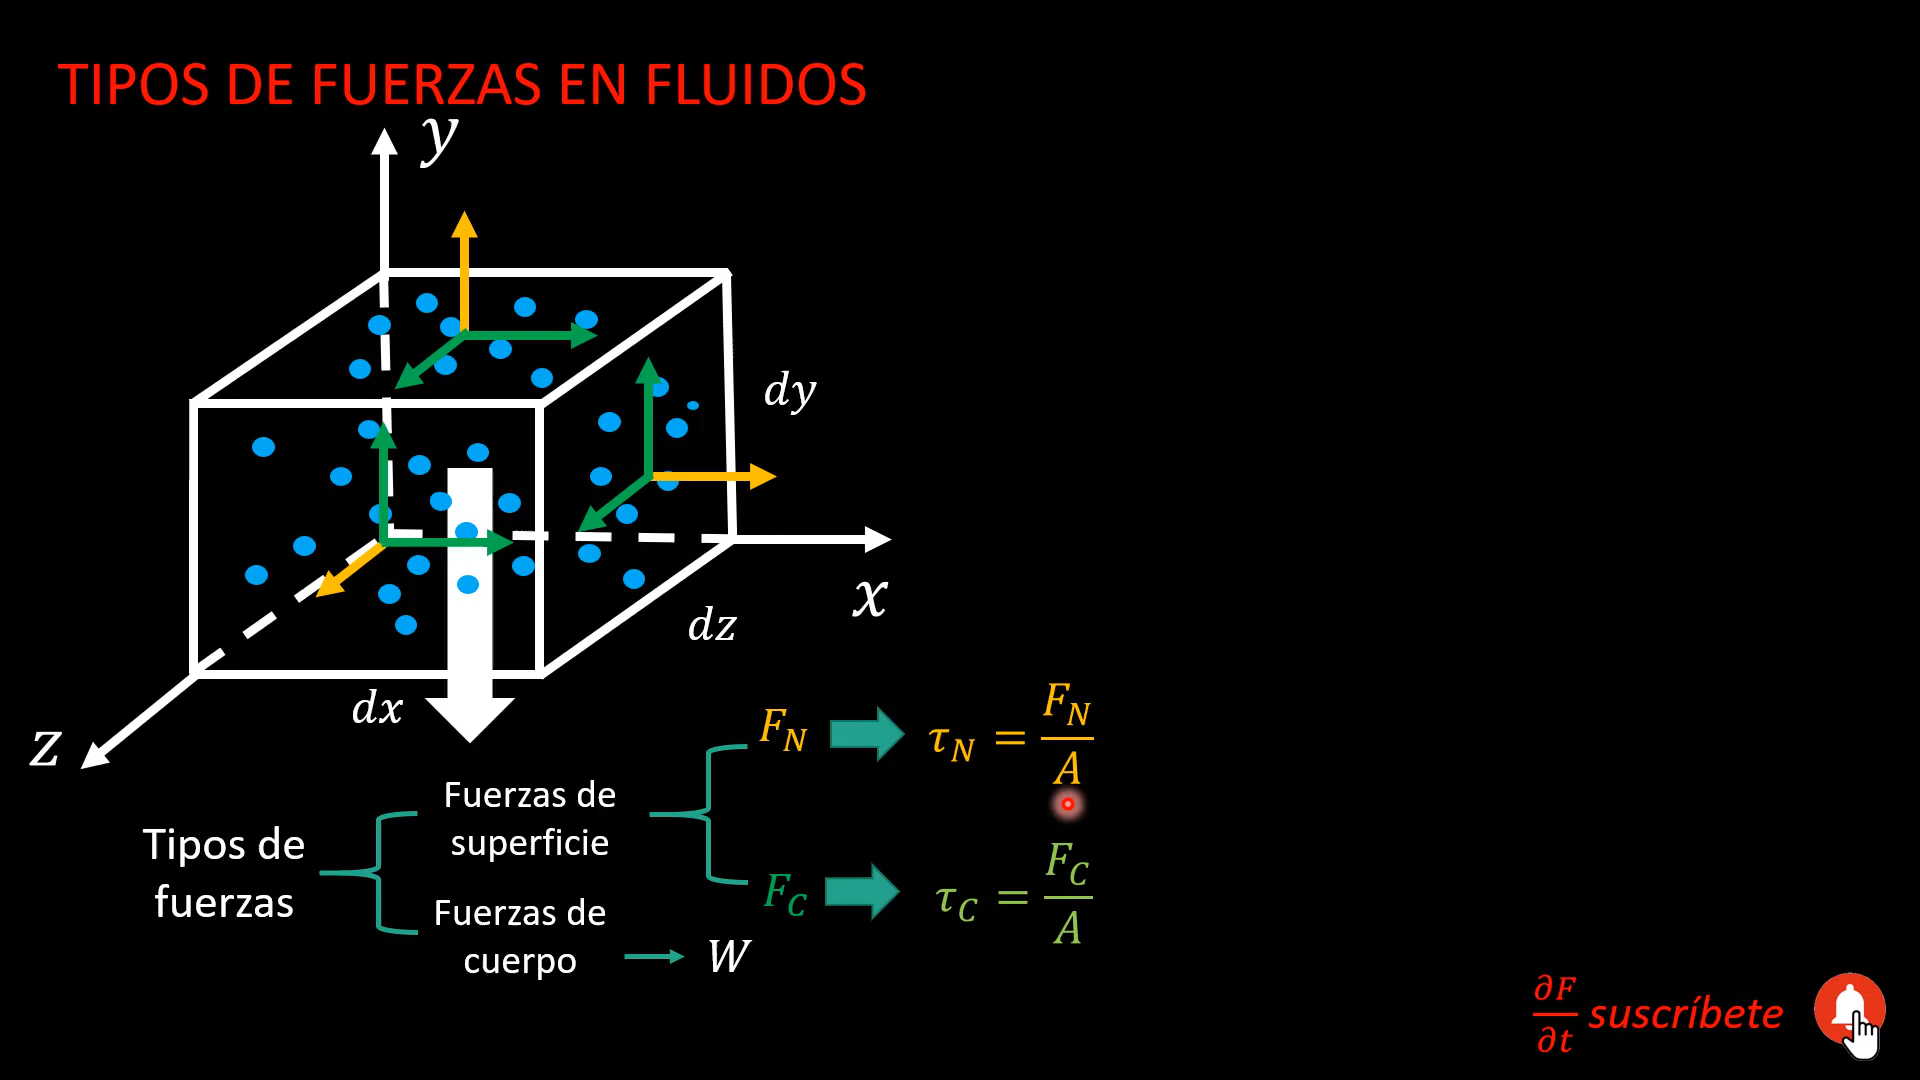 TIPOS DE FUERZAS EN FLUIDOS
y
dy
x
dz
dx
z
F_N
τ_N = F_N / A
Fuerzas de
superficie
Tipos de
fuerzas
F_C
τ_C = F_C / A
Fuerzas de
cuerpo
W
∂F / ∂t suscríbete